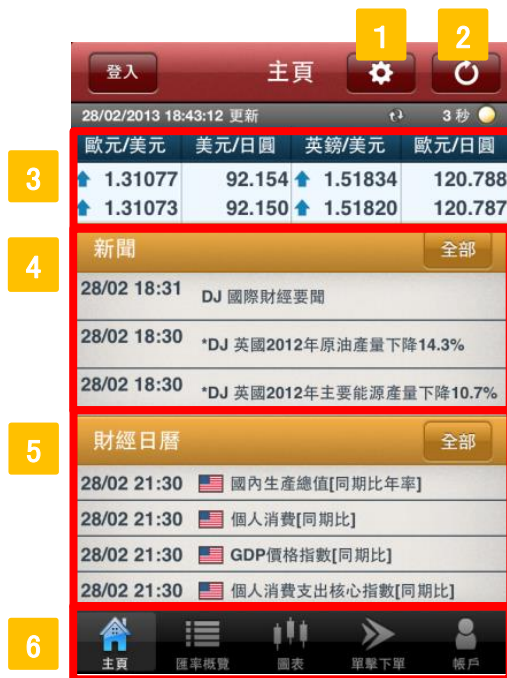 1 2
登入 主頁
28/02/2013 18:43:12 更新 3 秒
3
歐元/美元 美元/日圓 英鎊/美元 歐元/日圓
1.31077 92.154 1.51834 120.788
1.31073 92.150 1.51820 120.787
4
新聞 全部
28/02 18:31 DJ 國際財經要聞
28/02 18:30 *DJ 英國2012年原油產量下降14.3%
28/02 18:30 *DJ 英國2012年主要能源產量下降10.7%
5
財經日曆 全部
28/02 21:30 國內生產總值[同期比年率]
28/02 21:30 個人消費[同期比]
28/02 21:30 GDP價格指數[同期比]
28/02 21:30 個人消費支出核心指數[同期比]
6
主頁 匯率概覽 圖表 單擊下單 帳戶